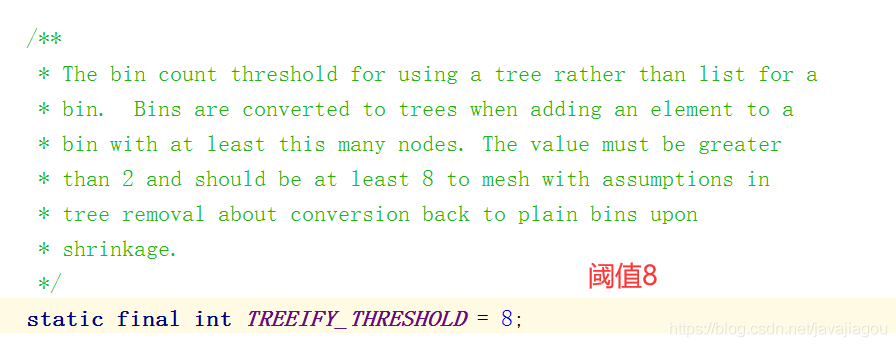 /**
* The bin count threshold for using a tree rather than list for a
* bin. Bins are converted to trees when adding an element to a
* bin with at least this many nodes. The value must be greater
* than 2 and should be at least 8 to mesh with assumptions in
* tree removal about conversion back to plain bins upon
* shrinkage.
*/
阈值8
static final int TREEIFY_THRESHOLD = 8;
https://blog.csdn.net/javajiagou